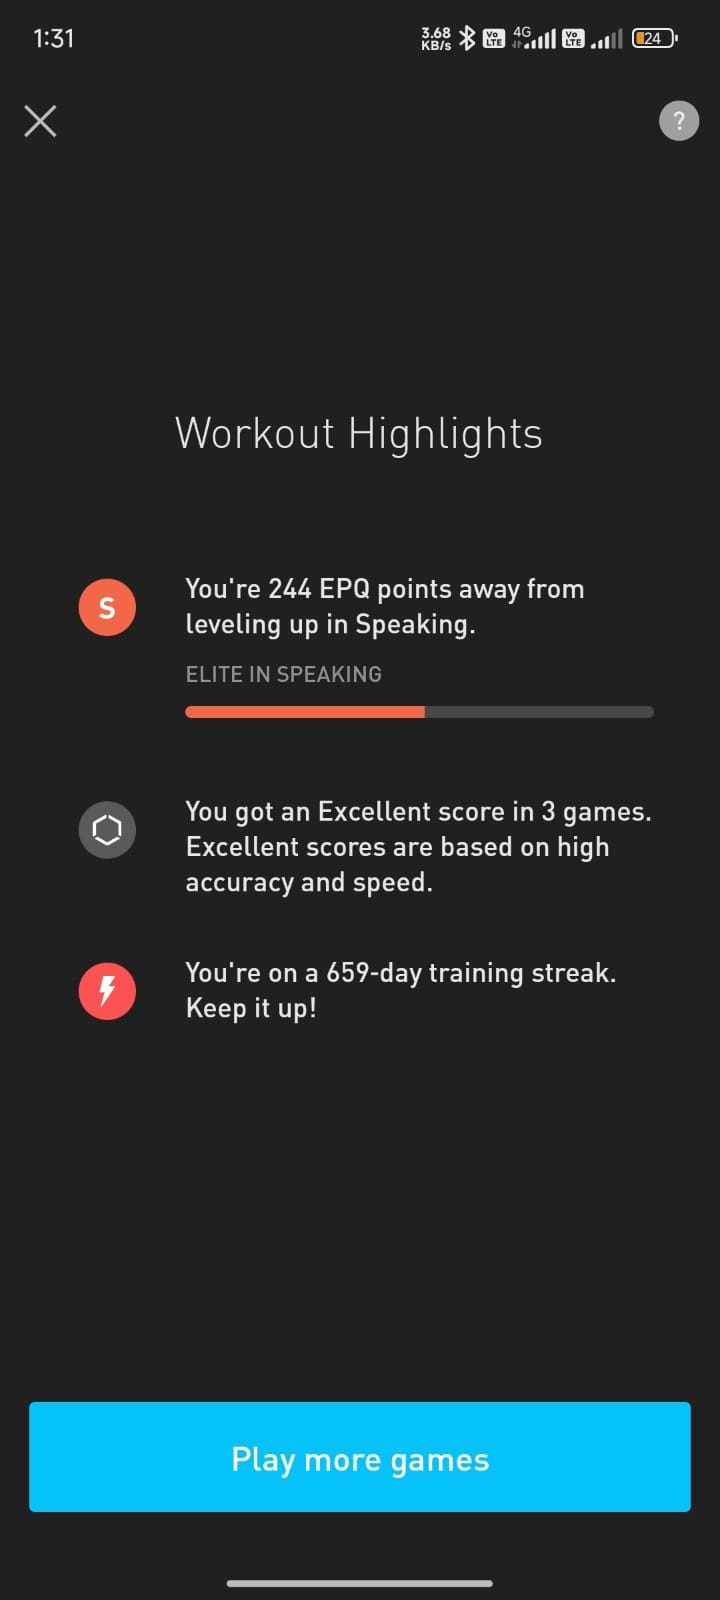 1:31
3.68
KB/s
Vo
LTE
4G
Vo
LTE
24
?
Workout Highlights
S
You're 244 EPQ points away from
leveling up in Speaking.
ELITE IN SPEAKING
You got an Excellent score in 3 games.
Excellent scores are based on high
accuracy and speed.
You're on a 659-day training streak.
Keep it up!
Play more games